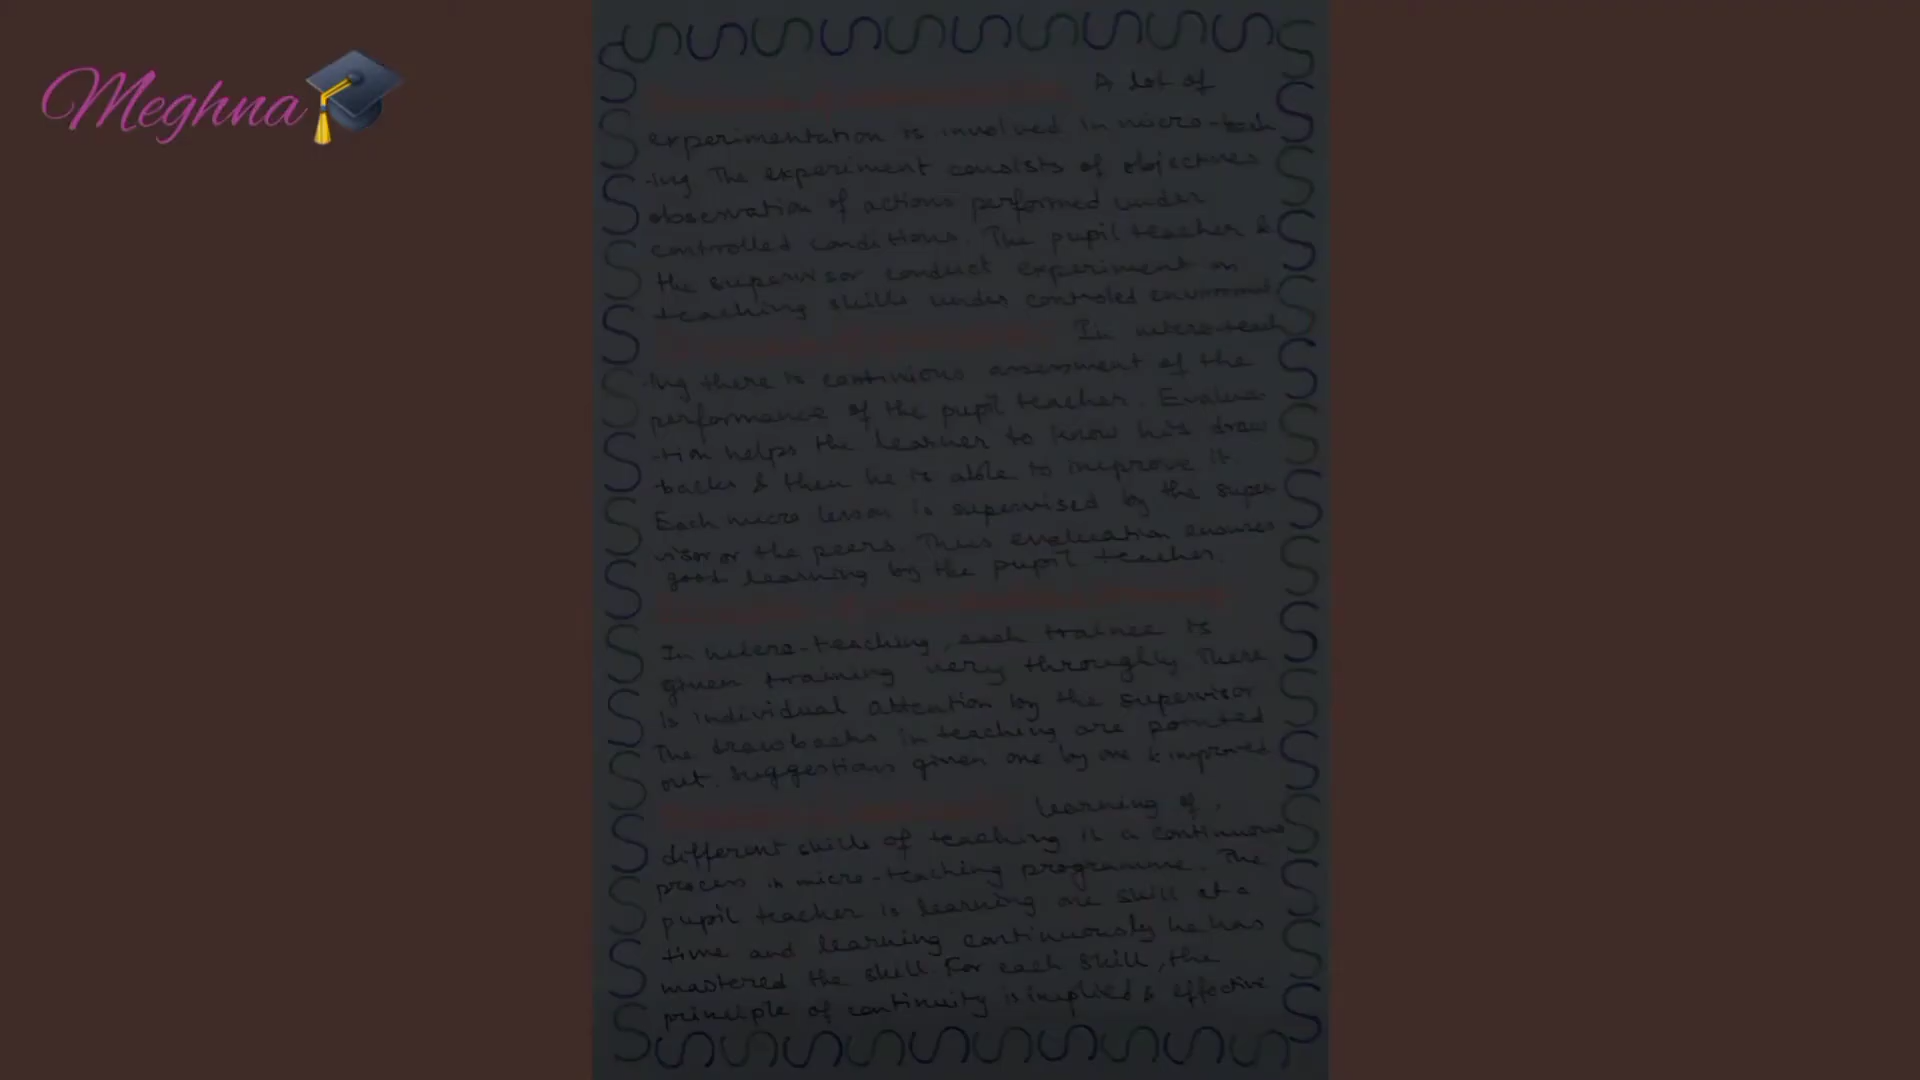 Meghna
A lot of
experimentation is involved in micro-teach
-ing The experiment consists of objectives
observation of actions performed under
controlled conditions. The pupil teacher &
the supervisor conduct experiment on
teaching skills under controled environment
In micro-teach
-ing there is continious assessment of the
performance of the pupil teacher. Evalua
-tion helps the learner to know his draw
backs & then he is able to improve it
Each micro lesson is supervised by the super
visor or the peers. Thus evaluation ensures
good learning by the pupil teacher.
In micro-teaching, each trainee is
given training very throughly There
is individual attention by the supervisor
The drawbacks in teaching are pointed
out. Suggestions given one by one & improved
Learning of
different skills of teaching is a continuous
process in micro-teaching programme. The
pupil teacher is learning one skill at a
time and learning continuously he has
mastered the skill. For each skill, the
principle of continuity is implied & effective